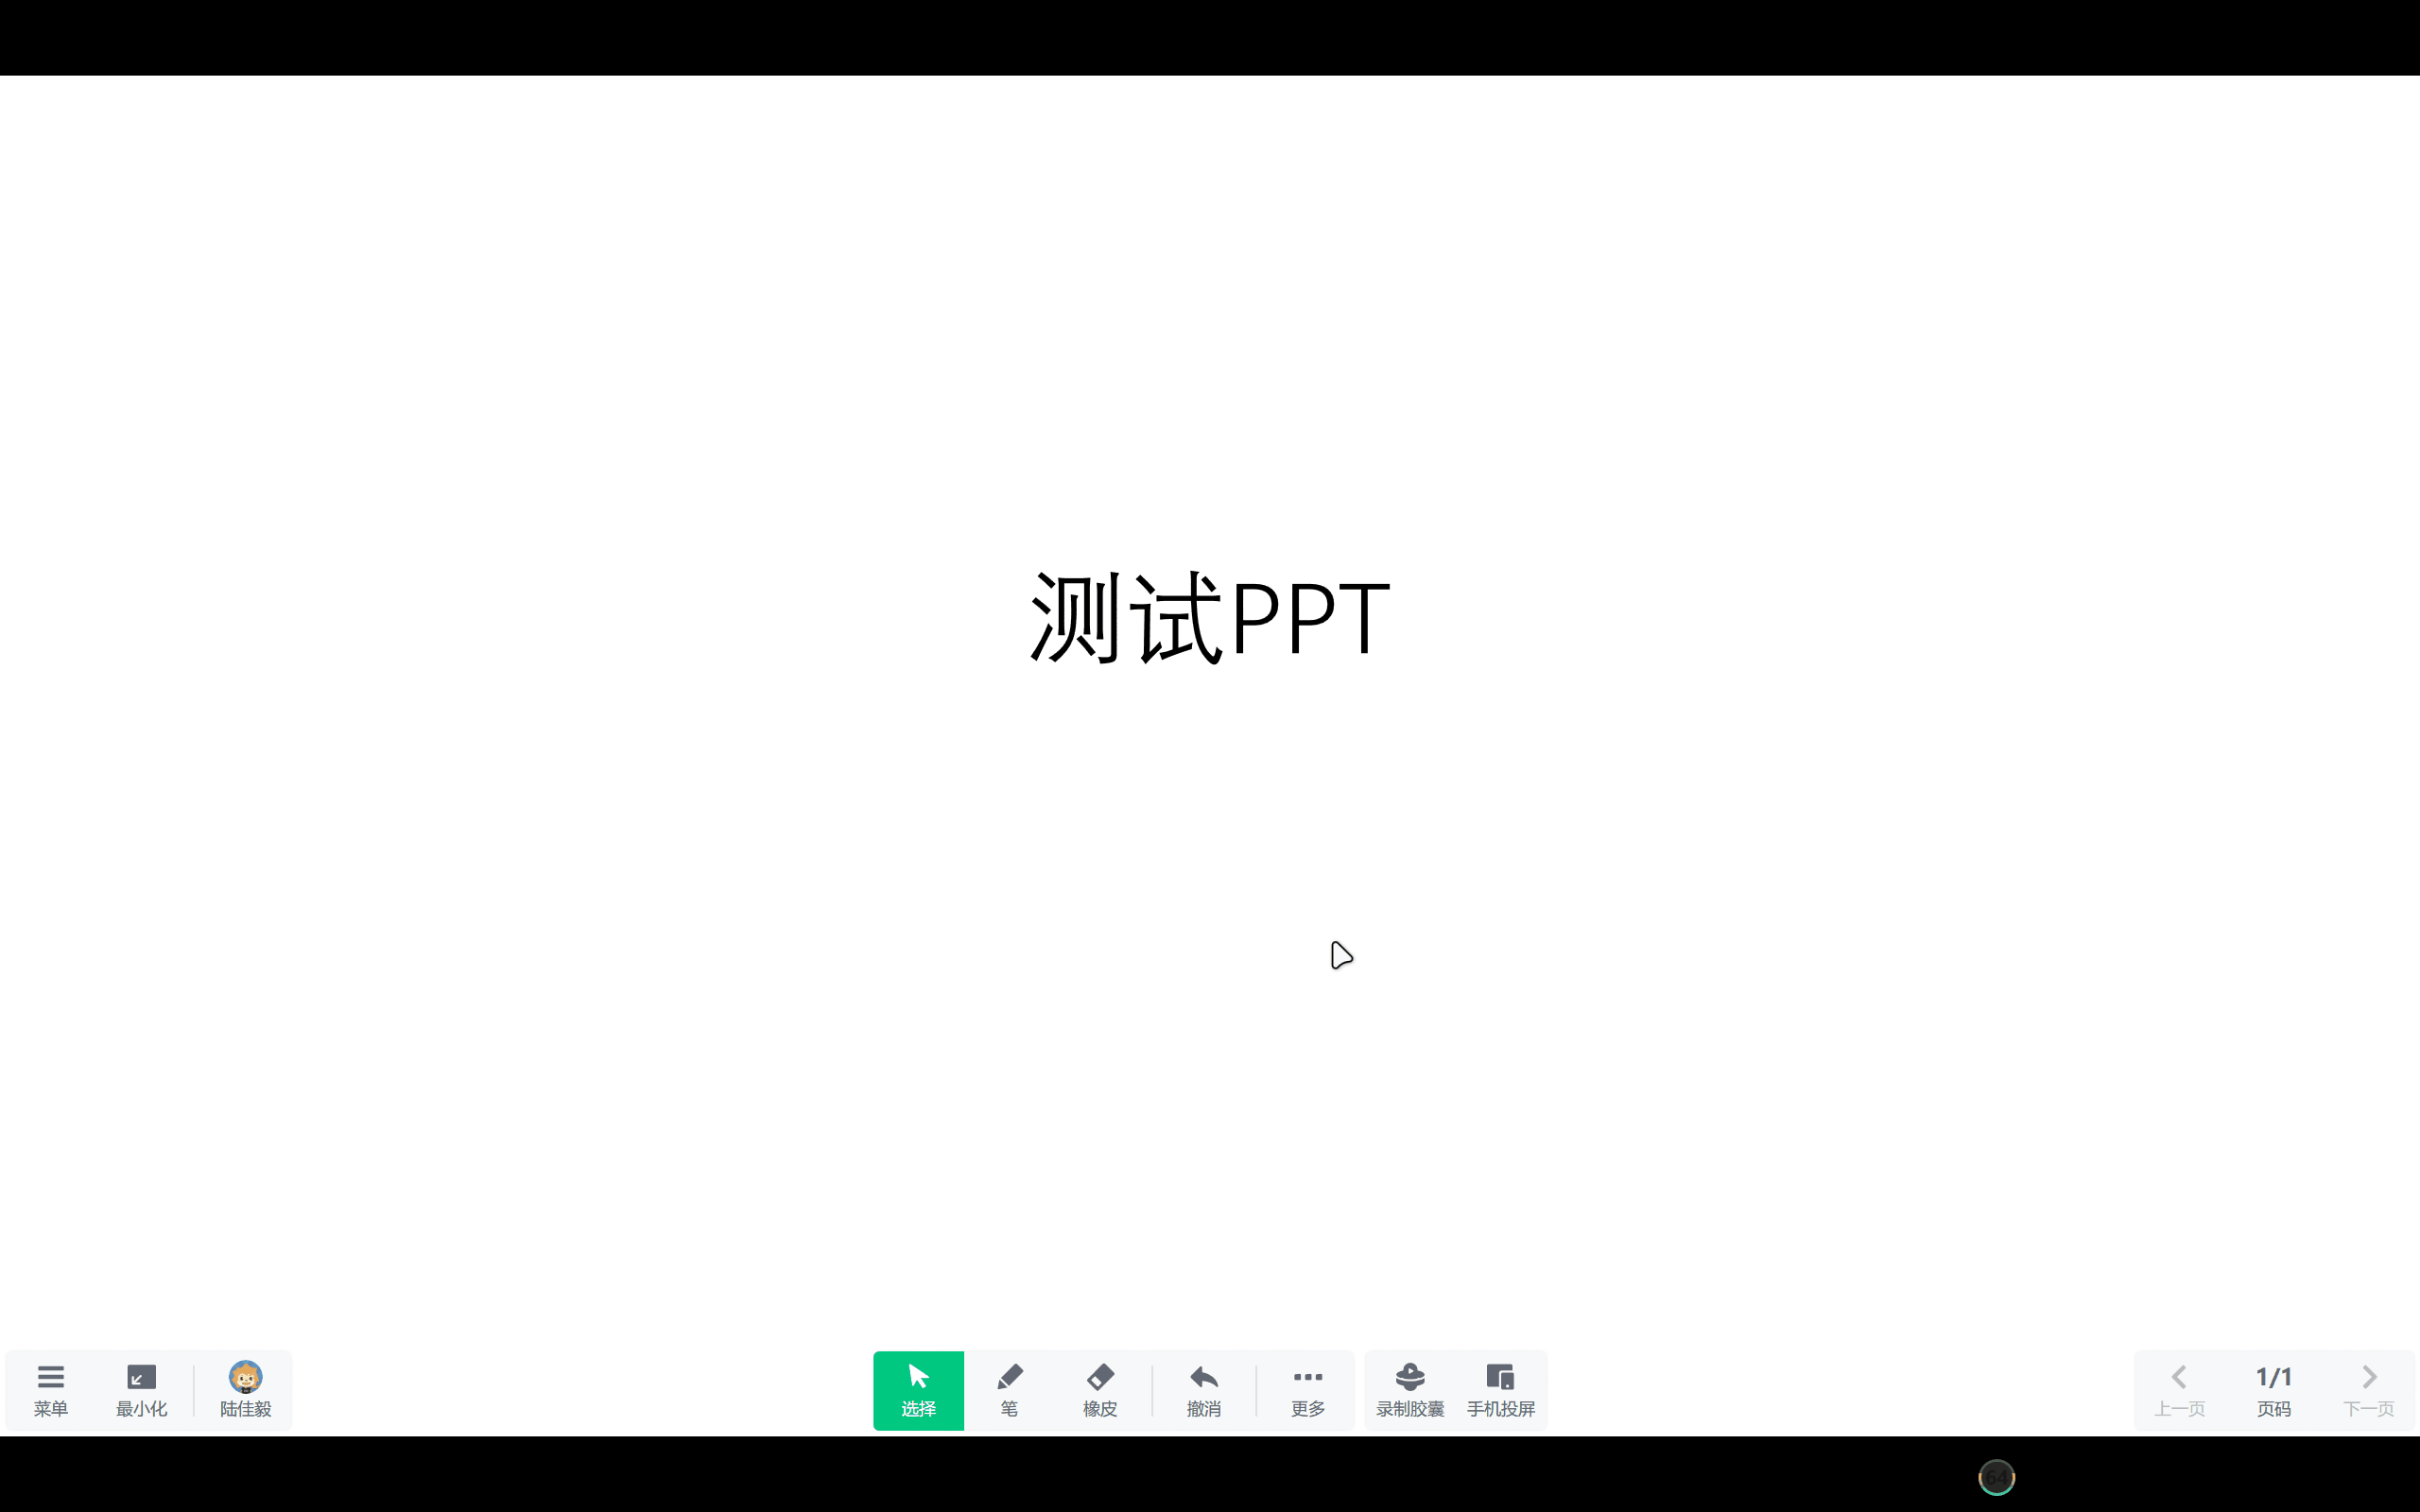 测试PPT
菜单
最小化
陆佳毅
选择
笔
橡皮
撤消
更多
录制胶囊
手机投屏
上一页
1/1
页码
下一页
64